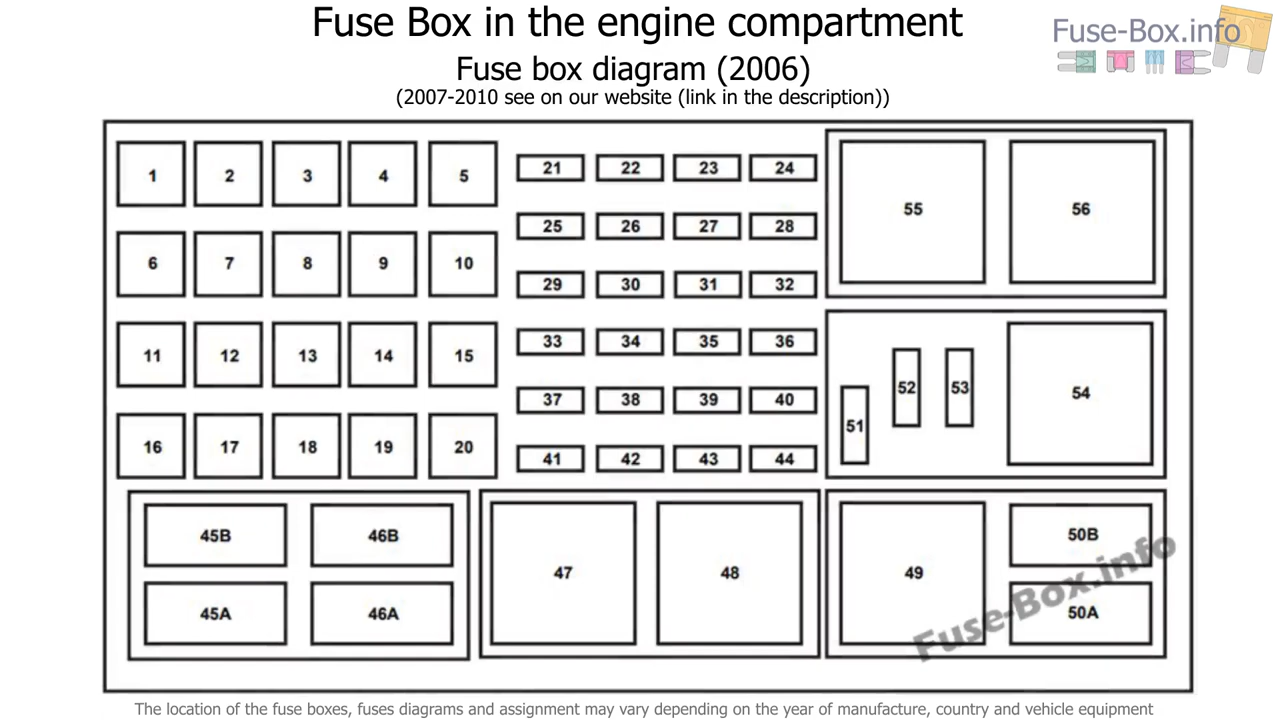 Fuse Box in the engine compartment
Fuse-Box.info
Fuse box diagram (2006)
(2007-2010 see on our website (link in the description))
1 2 3 4 5 21 22 23 24 55 56
25 26 27 28
6 7 8 9 10 29 30 31 32
11 12 13 14 15 33 34 35 36 52 53 54
37 38 39 40 51
16 17 18 19 20 41 42 43 44
45B 46B 47 48 49 50B
45A 46A 50A
Fuse-Box.info
The location of the fuse boxes, fuses diagrams and assignment may vary depending on the year of manufacture, country and vehicle equipment